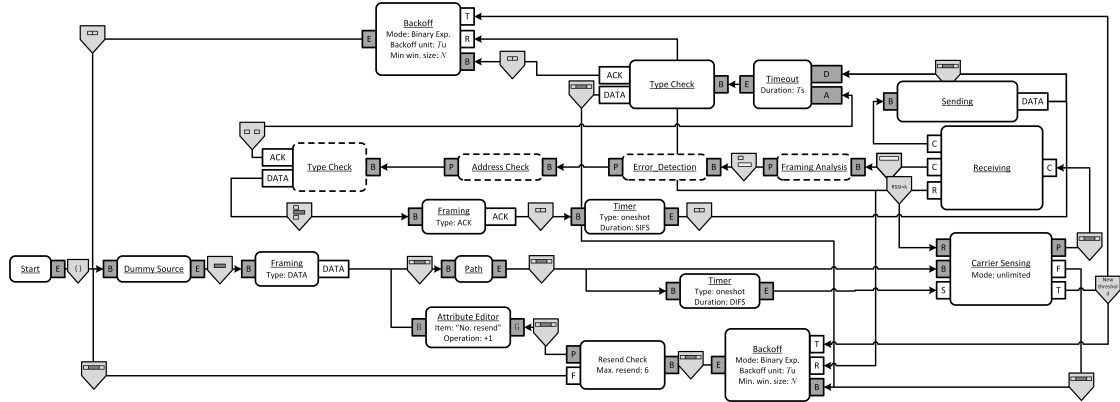 Backoff
Mode: Binary Exp.
Backoff unit: Tu
Min win. size: N
E
T
R
B
ACK
DATA
Type Check
B
E
Timeout
Duration: Ts
D
A
B
Sending
DATA
ACK
DATA
Type Check
B
P
Address Check
B
P
Error_Detection
B
P
Framing Analysis
B
C
C
R
Receiving
C
RSSI>k
B
Framing
Type: ACK
ACK
B
Timer
Type: oneshot
Duration: SIFS
E
Start
E
{ }
B
Dummy Source
E
B
Framing
Type: DATA
DATA
B
Path
E
B
Timer
Type: oneshot
Duration: DIFS
E
R
B
S
Carrier Sensing
Mode: unlimited
P
F
T
New
threshol
d
B
Attribute Editor
Item: "No. resend"
Operation: +1
G
P
F
Resend Check
Max. resend: 6
B
E
Backoff
Mode: Binary Exp.
Backoff unit: Tu
Min. win. size: N
T
R
B